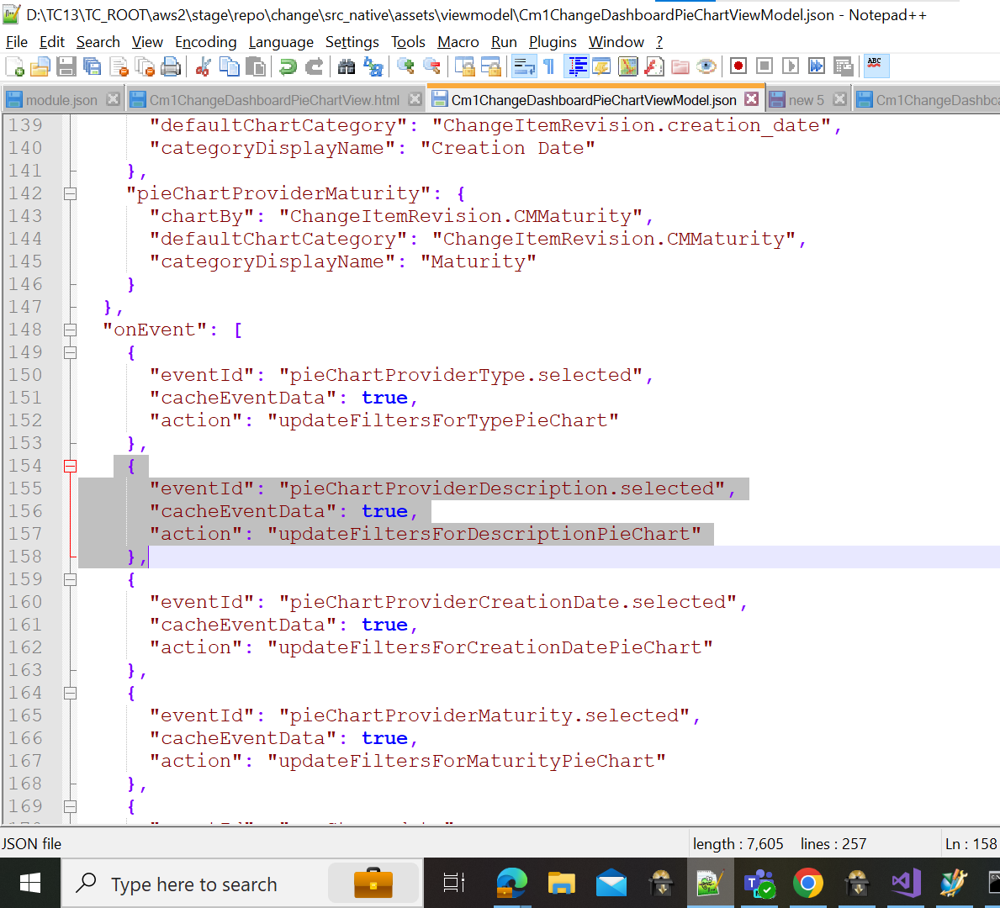 D:\TC13\TC_ROOT\aws2\stage\repo\change\src_native\assets\viewmodel\Cm1ChangeDashboardPieChartViewModel.json - Notepad++
File Edit Search View Encoding Language Settings Tools Macro Run Plugins Window ?
ABC
module.json Cm1ChangeDashboardPieChartView.html Cm1ChangeDashboardPieChartViewModel.json new 5 Cm1ChangeDashboa
139 "defaultChartCategory": "ChangeItemRevision.creation_date",
140 "categoryDisplayName": "Creation Date"
141 },
142 "pieChartProviderMaturity": {
143 "chartBy": "ChangeItemRevision.CMMaturity",
144 "defaultChartCategory": "ChangeItemRevision.CMMaturity",
145 "categoryDisplayName": "Maturity"
146 }
147 },
148 "onEvent": [
149 {
150 "eventId": "pieChartProviderType.selected",
151 "cacheEventData": true,
152 "action": "updateFiltersForTypePieChart"
153 },
154 {
155 "eventId": "pieChartProviderDescription.selected",
156 "cacheEventData": true,
157 "action": "updateFiltersForDescriptionPieChart"
158 },
159 {
160 "eventId": "pieChartProviderCreationDate.selected",
161 "cacheEventData": true,
162 "action": "updateFiltersForCreationDatePieChart"
163 },
164 {
165 "eventId": "pieChartProviderMaturity.selected",
166 "cacheEventData": true,
167 "action": "updateFiltersForMaturityPieChart"
168 },
169 {
JSON file length : 7,605 lines : 257 Ln : 158
Type here to search